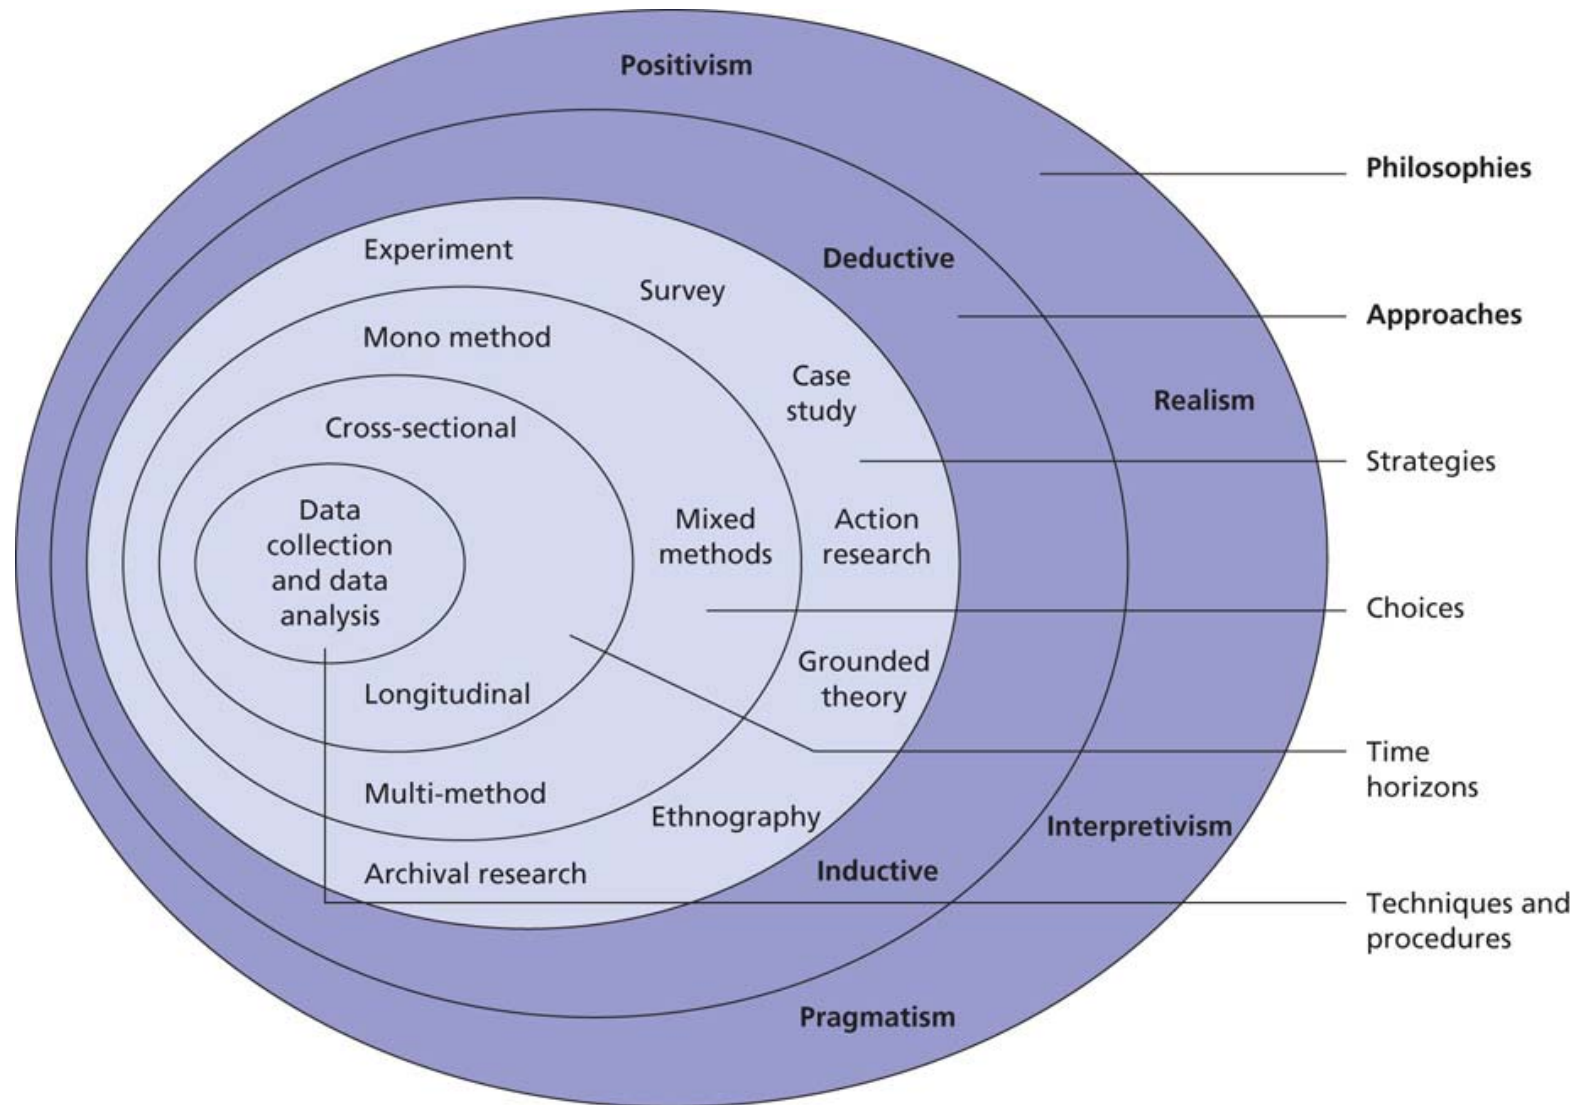 Positivism
Philosophies
Deductive
Approaches
Realism
Experiment
Survey
Case
study
Strategies
Mono method
Cross-sectional
Data
collection
and data
analysis
Mixed
methods
Action
research
Choices
Grounded
theory
Longitudinal
Time
horizons
Multi-method
Ethnography
Interpretivism
Archival research
Inductive
Techniques and
procedures
Pragmatism